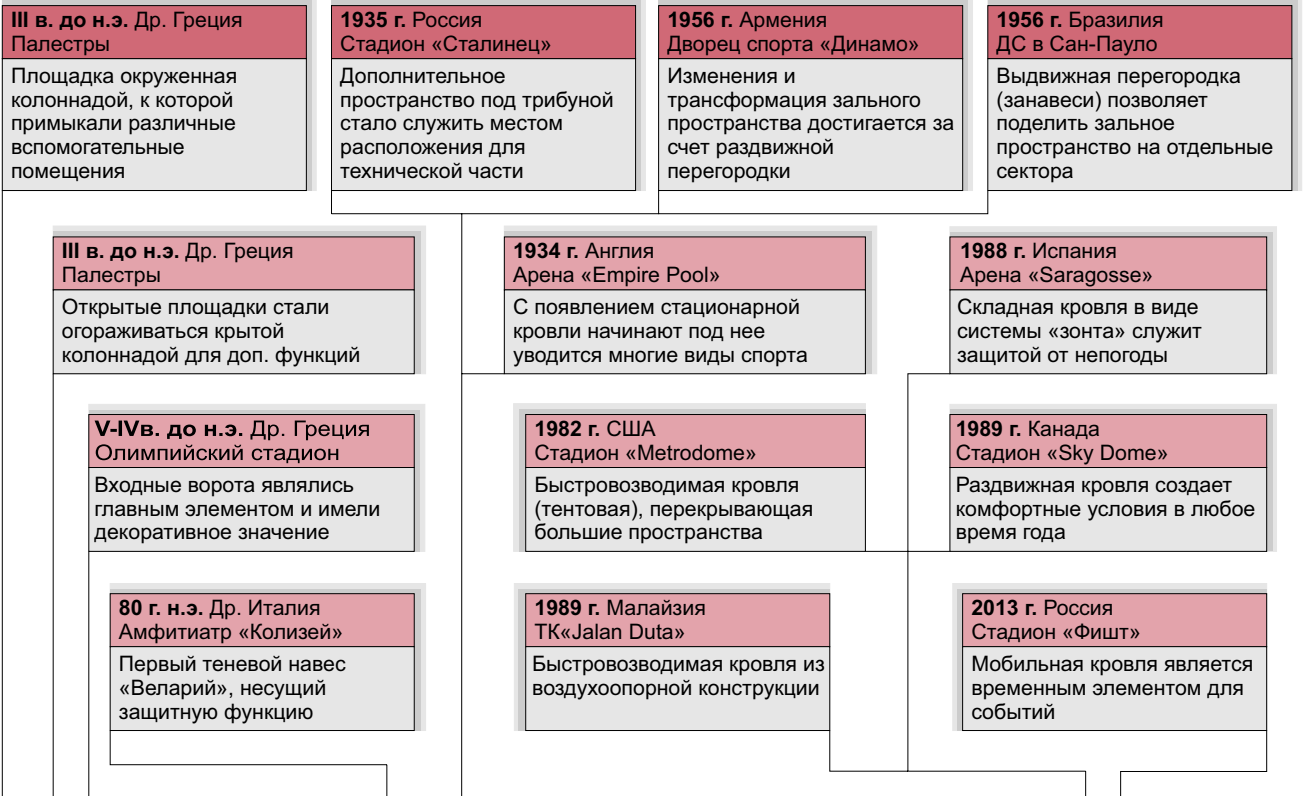 III в. до н.э. Др. Греция
Палестры
Площадка окруженная
колоннадой, к которой
примыкали различные
вспомогательные
помещения
1935 г. Россия
Стадион «Сталинец»
Дополнительное
пространство под трибуной
стало служить местом
расположения для
технической части
1956 г. Армения
Дворец спорта «Динамо»
Изменения и
трансформация зального
пространства достигается за
счет раздвижной
перегородки
1956 г. Бразилия
ДС в Сан-Пауло
Выдвижная перегородка
(занавеси) позволяет
поделить зальное
пространство на отдельные
сектора
III в. до н.э. Др. Греция
Палестры
Открытые площадки стали
огораживаться крытой
колоннадой для доп. функций
1934 г. Англия
Арена «Empire Pool»
С появлением стационарной
кровли начинают под нее
уводится многие виды спорта
1988 г. Испания
Арена «Saragosse»
Складная кровля в виде
системы «зонта» служит
защитой от непогоды
V-IVв. до н.э. Др. Греция
Олимпийский стадион
Входные ворота являлись
главным элементом и имели
декоративное значение
1982 г. США
Стадион «Metrodome»
Быстровозводимая кровля
(тентовая), перекрывающая
большие пространства
1989 г. Канада
Стадион «Sky Dome»
Раздвижная кровля создает
комфортные условия в любое
время года
80 г. н.э. Др. Италия
Амфитиатр «Колизей»
Первый теневой навес
«Веларий», несущий
защитную функцию
1989 г. Малайзия
ТК«Jalan Duta»
Быстровозводимая кровля из
воздухоопорной конструкции
2013 г. Россия
Стадион «Фишт»
Мобильная кровля является
временным элементом для
событий